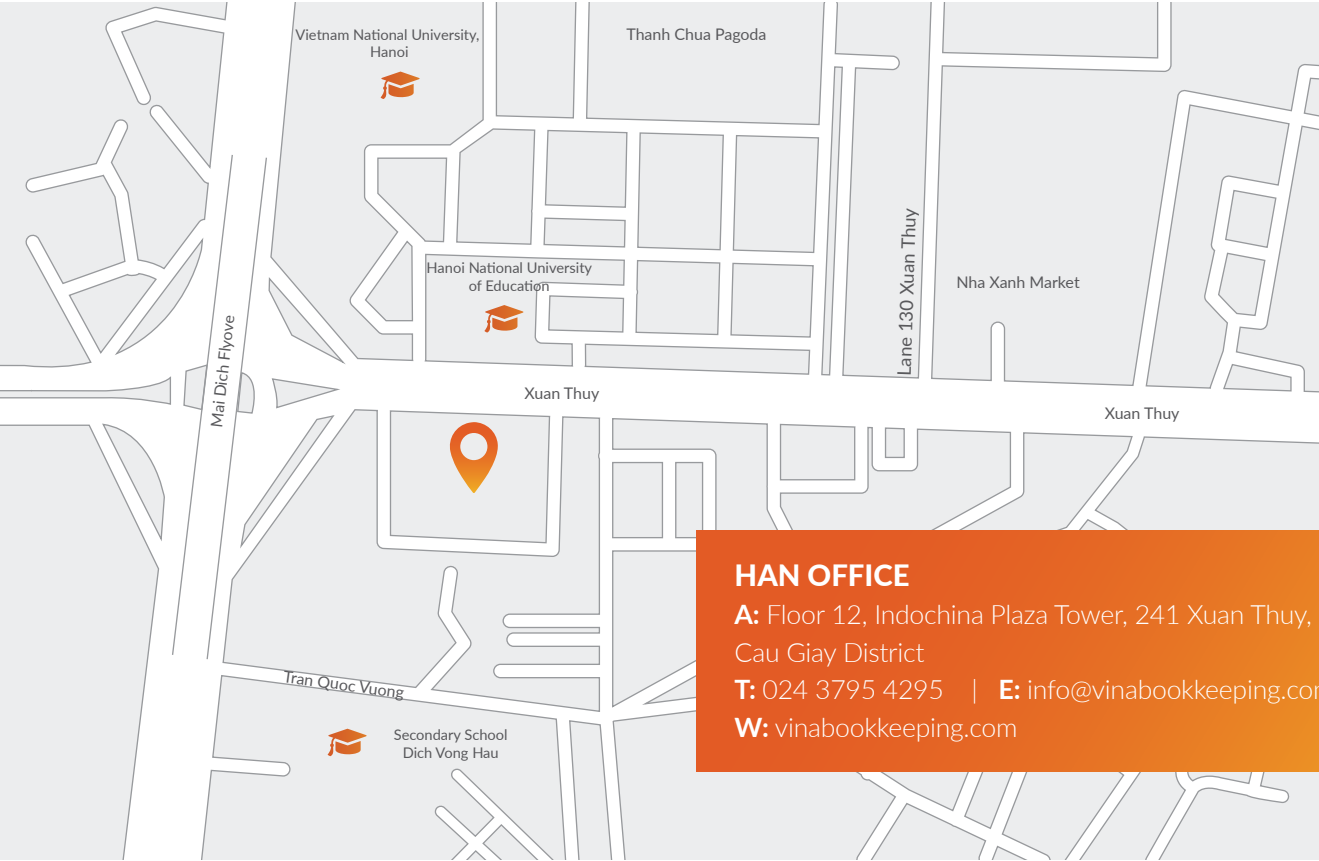 Vietnam National University,
Hanoi
Thanh Chua Pagoda
Lane 130 Xuan Thuy
Hanoi National University
of Education
Nha Xanh Market
Mai Dich Flyove
Xuan Thuy
Xuan Thuy
HAN OFFICE
A: Floor 12, Indochina Plaza Tower, 241 Xuan Thuy,
Cau Giay District
T: 024 3795 4295 | E: info@vinabookkeeping.com
W: vinabookkeeping.com
Tran Quoc Vuong
Secondary School
Dich Vong Hau